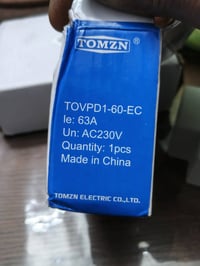 TOMZN
TOVPD1-60-EC
Ie: 63A
Un: AC230V
Quantity: 1pcs
Made in China
TOMZN ELECTRIC CO.,LTD.